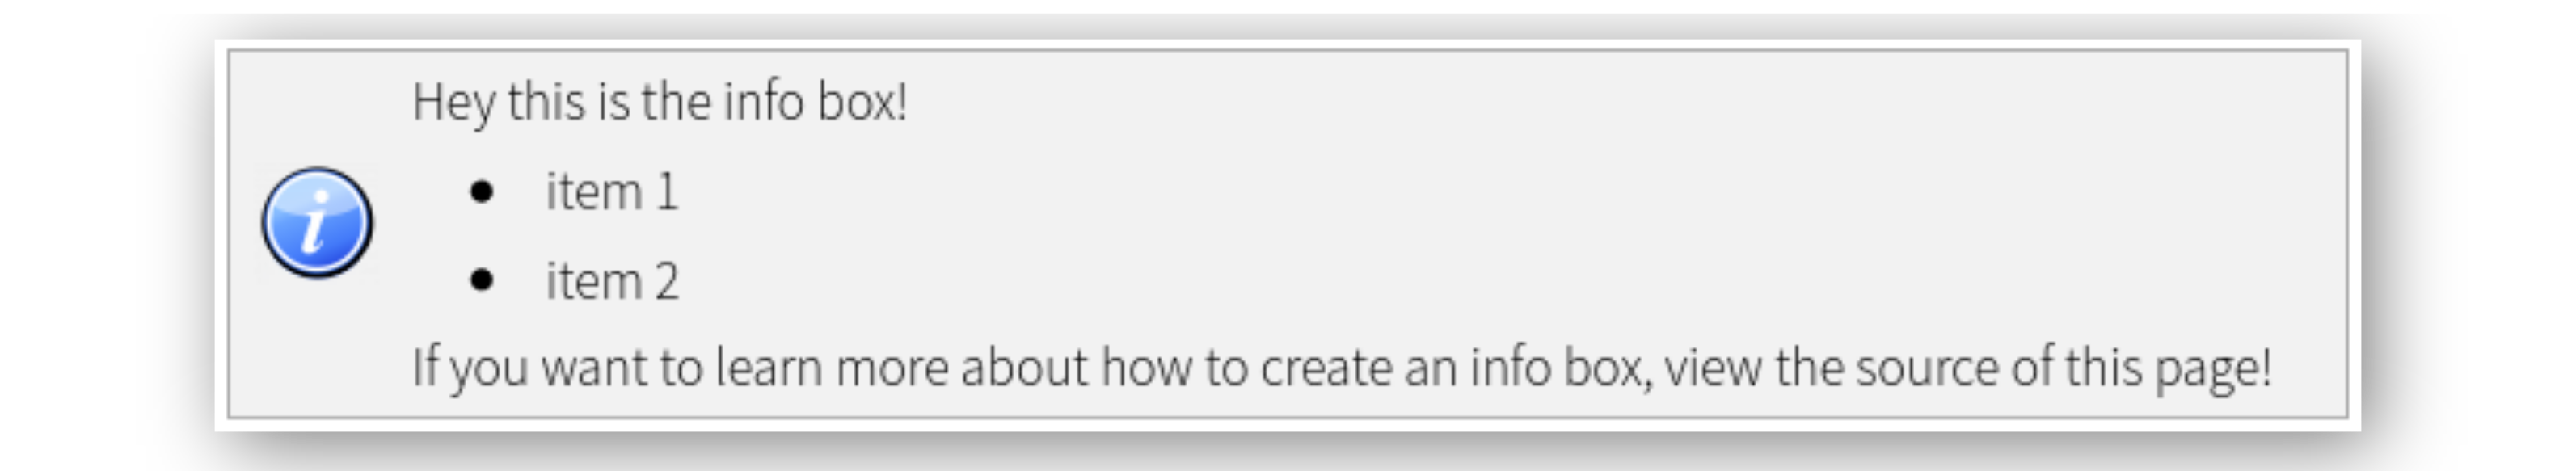 Hey this is the info box!
• item 1
• item 2
If you want to learn more about how to create an info box, view the source of this page!